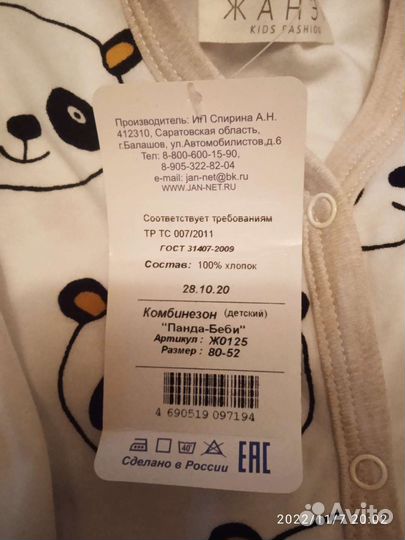 ЖАНЭ
KIDS FASHION
Производитель: ИП Спирина А.Н.
412310, Саратовская область,
г.Балашов, ул.Автомобилистов,д.6
Тел: 8-800-600-15-90,
8-905-322-82-04
e-mail: jan-net@bk.ru
WWW.JAN-NET.RU
Соответствует требованиям
ТР ТС 007/2011
ГОСТ 31407-2009
Состав: 100% хлопок
28.10.20
Комбинезон (детский)
"Панда-Беби"
Артикул: Ж0125
Размер: 80-52
4 690519 097194
40°
Сделано в России
EAC
2022/11/7 20:02
Avito